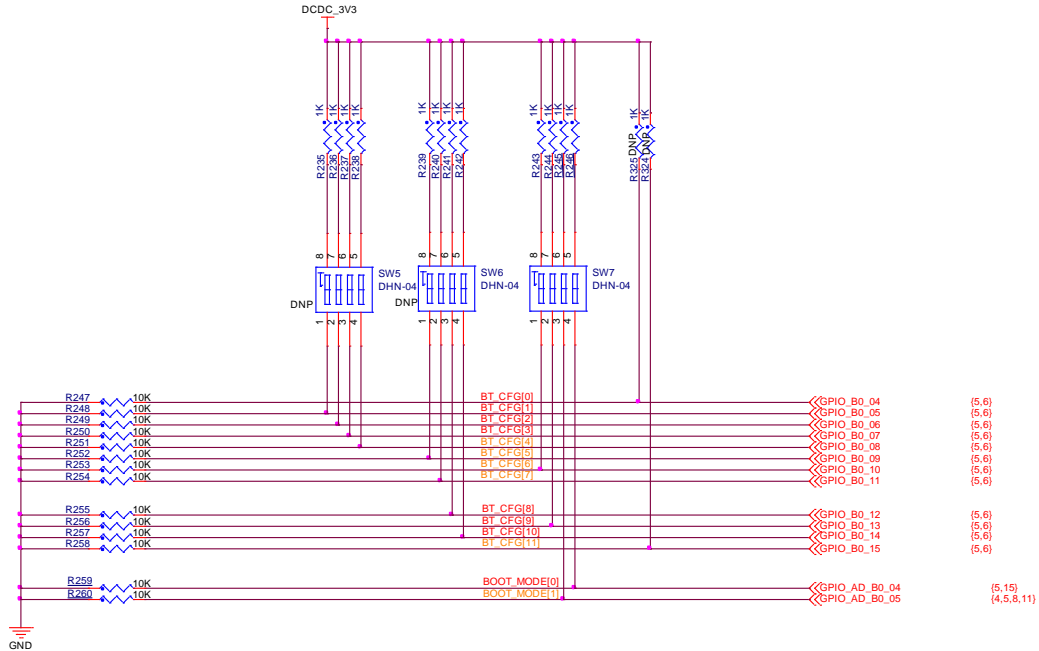 DCDC_3V3
1K 1K 1K 1K 1K 1K 1K 1K 1K 1K 1K 1K 1K 1K
DNP DNP
R235 R236 R237 R238 R239 R240 R241 R242 R243 R244 R245 R246 R325 R324
8 7 6 5 8 7 6 5 8 7 6 5
SW5 SW6 SW7
DHN-04 DHN-04 DHN-04
DNP DNP
1 2 3 4 1 2 3 4 1 2 3 4
R247 10K BT_CFG[0] GPIO_B0_04 {5,6}
R248 10K BT_CFG[1] GPIO_B0_05 {5,6}
R249 10K BT_CFG[2] GPIO_B0_06 {5,6}
R250 10K BT_CFG[3] GPIO_B0_07 {5,6}
R251 10K BT_CFG[4] GPIO_B0_08 {5,6}
R252 10K BT_CFG[5] GPIO_B0_09 {5,6}
R253 10K BT_CFG[6] GPIO_B0_10 {5,6}
R254 10K BT_CFG[7] GPIO_B0_11 {5,6}
R255 10K BT_CFG[8] GPIO_B0_12 {5,6}
R256 10K BT_CFG[9] GPIO_B0_13 {5,6}
R257 10K BT_CFG[10] GPIO_B0_14 {5,6}
R258 10K BT_CFG[11] GPIO_B0_15 {5,6}
R259 10K BOOT_MODE[0] GPIO_AD_B0_04 {5,15}
R260 10K BOOT_MODE[1] GPIO_AD_B0_05 {4,5,8,11}
GND